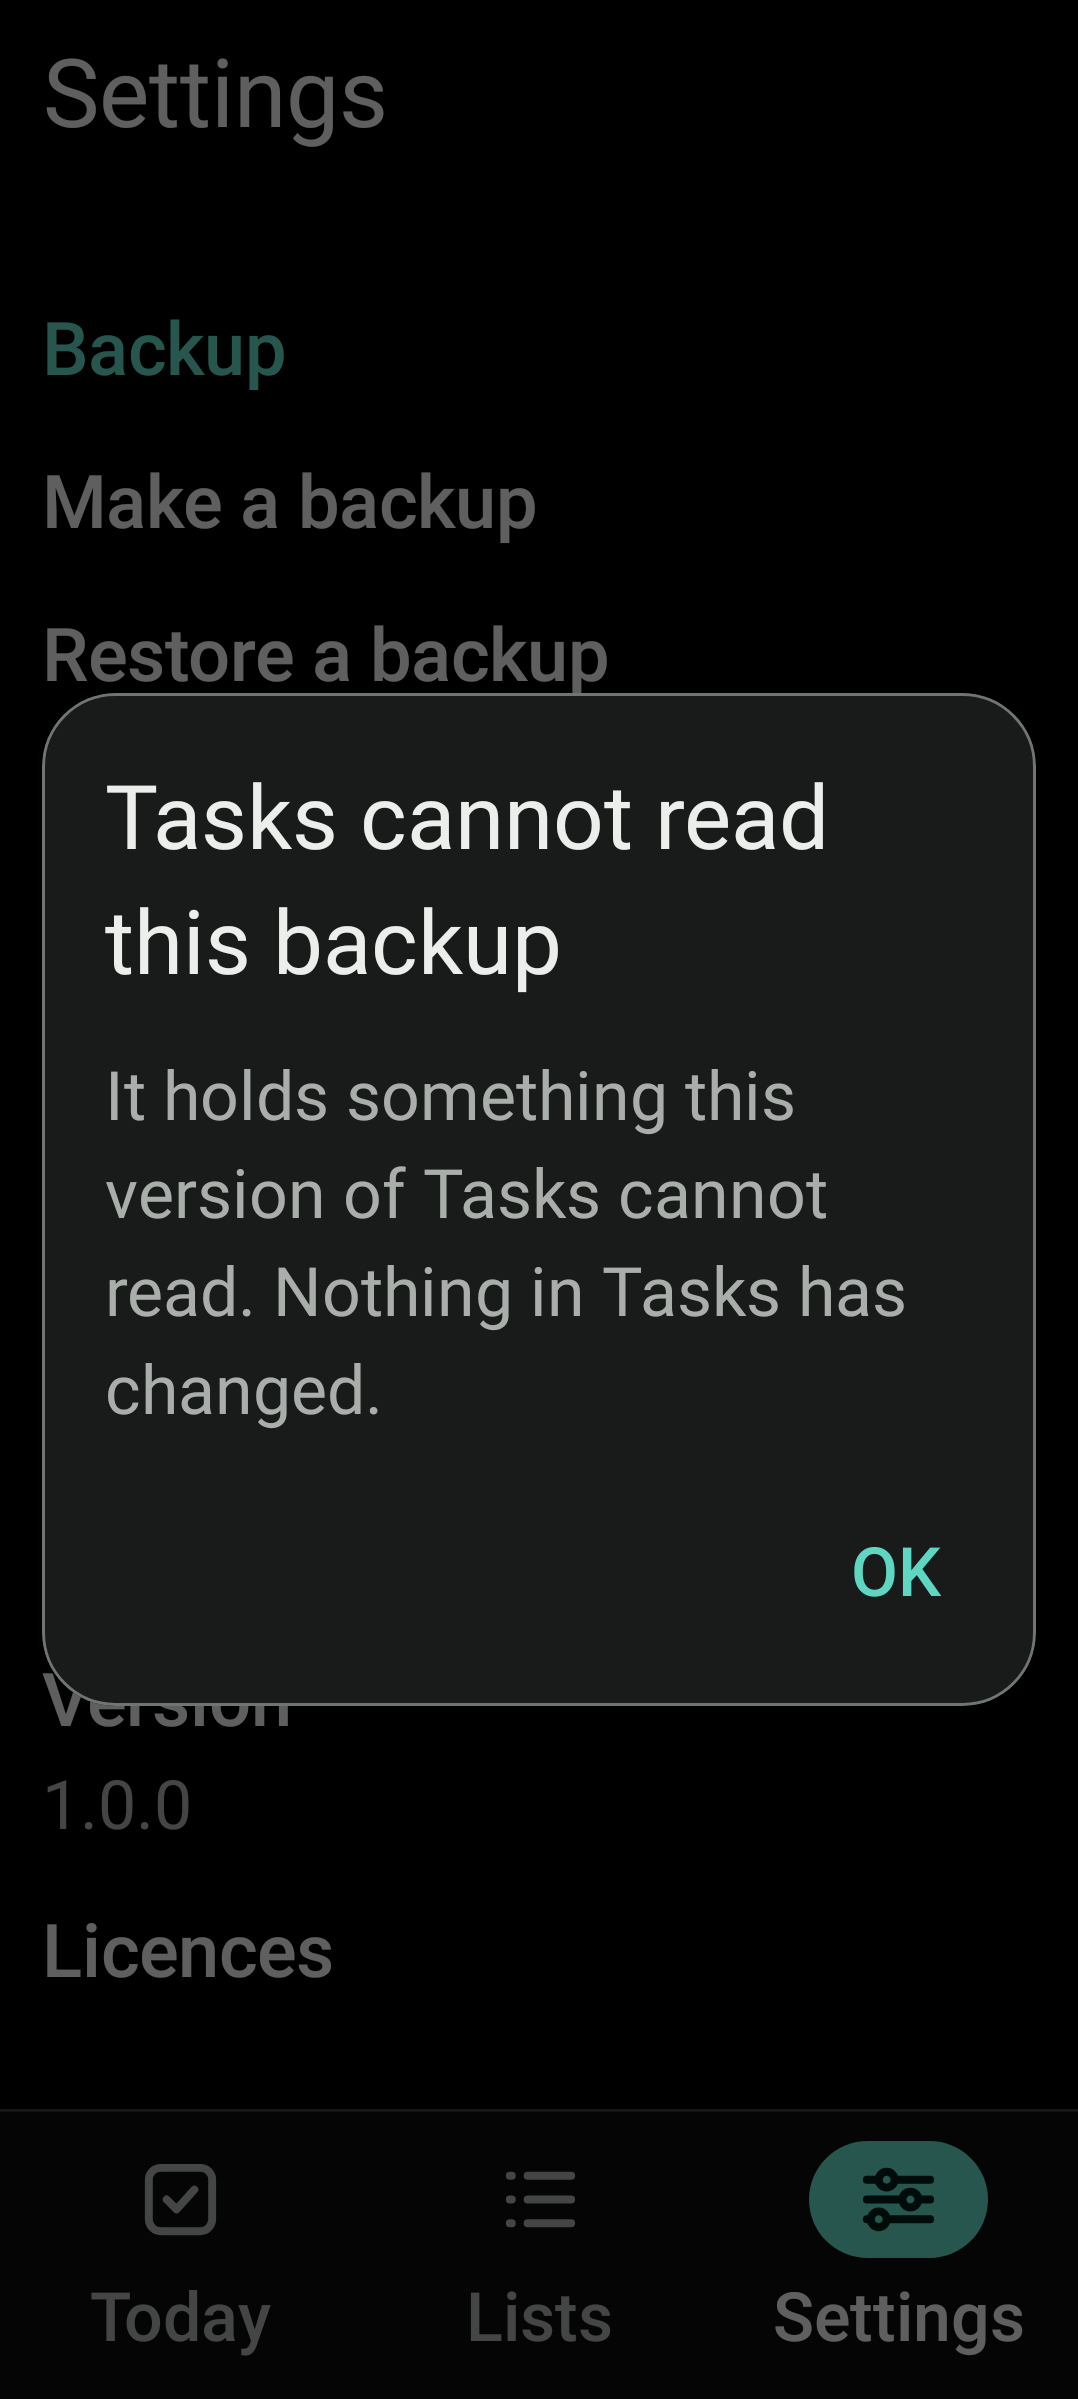 Settings
Backup
Make a backup
Restore a backup
Tasks cannot read
this backup
It holds something this
version of Tasks cannot
read. Nothing in Tasks has
changed.
OK
Version
1.0.0
Licences
Today
Lists
Settings